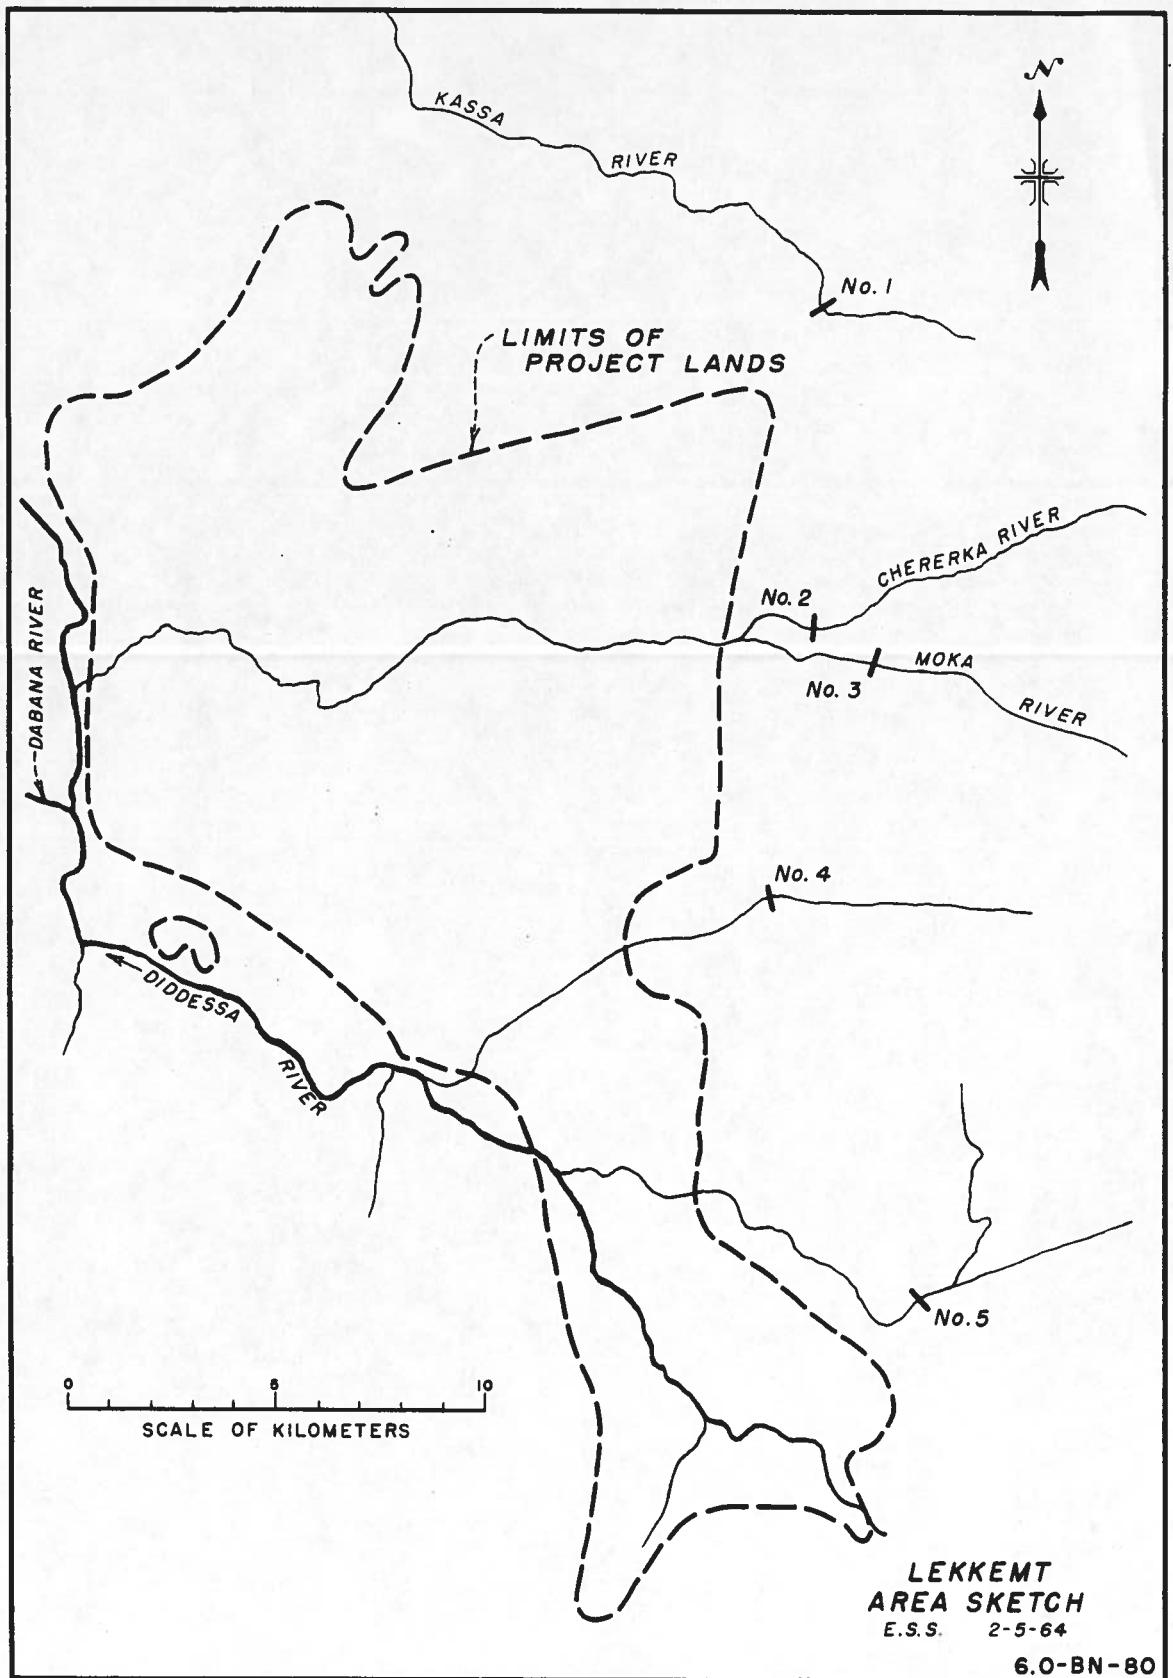 N
KASSA
RIVER
No. 1
LIMITS OF
PROJECT LANDS
CHERERKA RIVER
No. 2
MOKA
No. 3
RIVER
DABANA RIVER
No. 4
DIDDESSA
RIVER
No. 5
0 5 10
SCALE OF KILOMETERS
LEKKEMT
AREA SKETCH
E.S.S. 2-5-64
6.0-BN-80